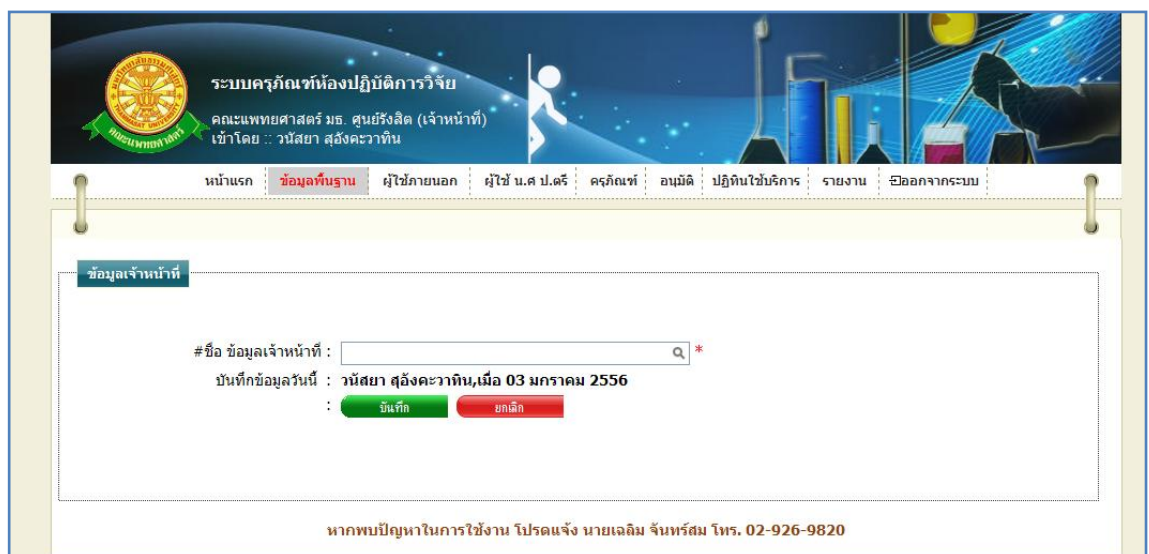 ระบบครุภัณฑ์ห้องปฏิบัติการวิจัย
คณะแพทยศาสตร์ มธ. ศูนย์รังสิต (เจ้าหน้าที่)
เข้าโดย :: วนัสยา สุอังคะวาทิน
คณะแพทยศาสตร์
หน้าแรก ข้อมูลพื้นฐาน ผู้ใช้ภายนอก ผู้ใช้ น.ศ ป.ตรี ครุภัณฑ์ อนุมัติ ปฏิทินใช้บริการ รายงาน ออกจากระบบ
ข้อมูลเจ้าหน้าที่
#ชื่อ ข้อมูลเจ้าหน้าที่ : *
บันทึกข้อมูลวันนี้ : วนัสยา สุอังคะวาทิน,เมื่อ 03 มกราคม 2556
: บันทึก ยกเลิก
หากพบปัญหาในการใช้งาน โปรดแจ้ง นายเฉลิม จันทร์สม โทร. 02-926-9820